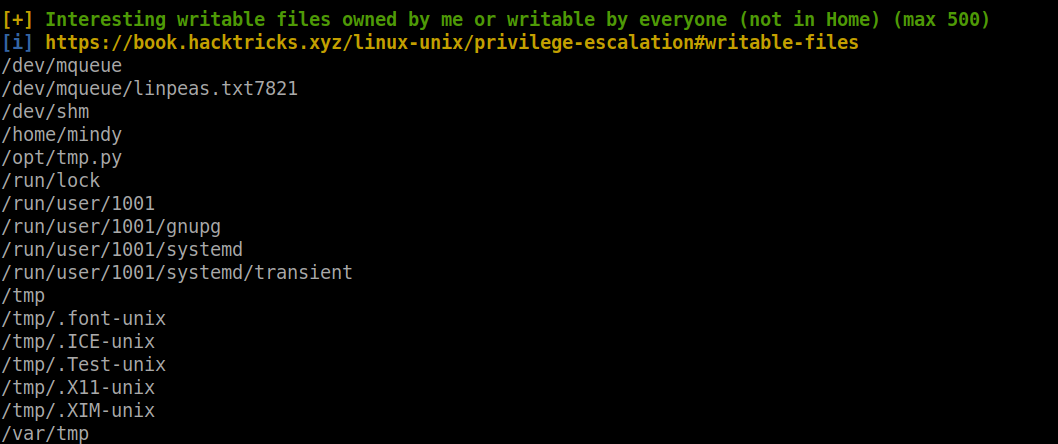 [+] Interesting writable files owned by me or writable by everyone (not in Home) (max 500)
[i] https://book.hacktricks.xyz/linux-unix/privilege-escalation#writable-files
/dev/mqueue
/dev/mqueue/linpeas.txt7821
/dev/shm
/home/mindy
/opt/tmp.py
/run/lock
/run/user/1001
/run/user/1001/gnupg
/run/user/1001/systemd
/run/user/1001/systemd/transient
/tmp
/tmp/.font-unix
/tmp/.ICE-unix
/tmp/.Test-unix
/tmp/.X11-unix
/tmp/.XIM-unix
/var/tmp